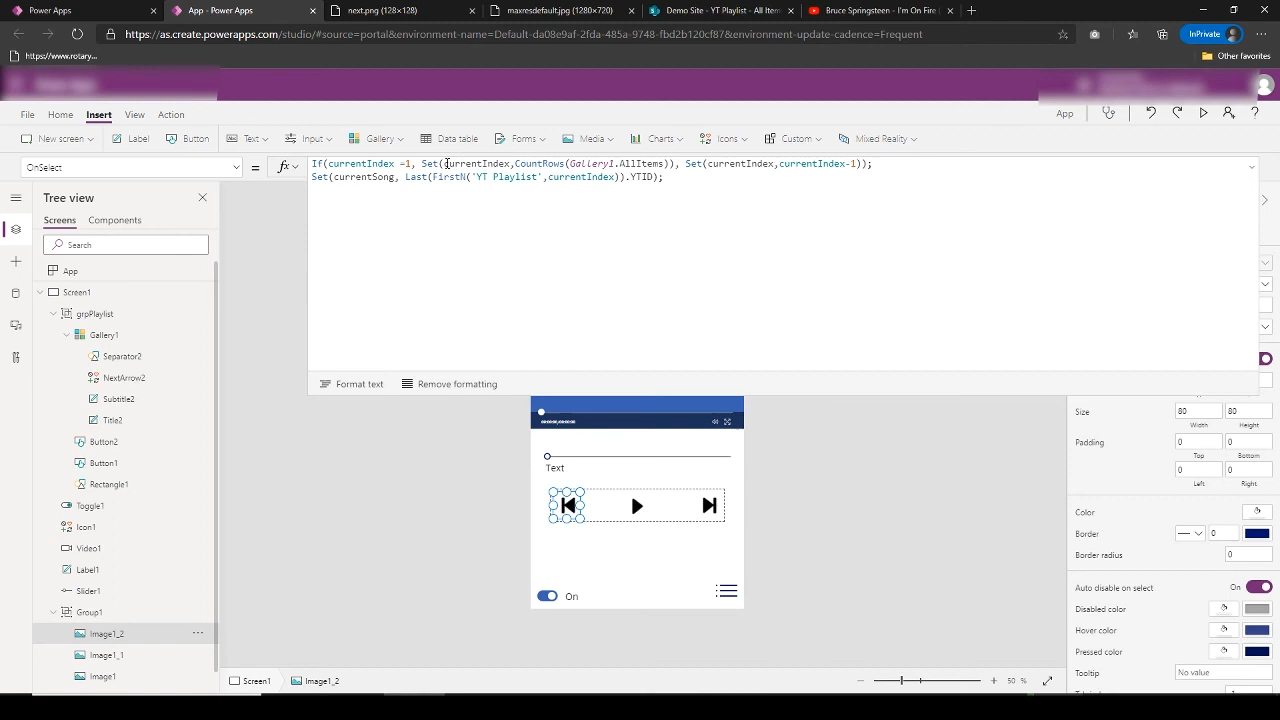 Power Apps
App - Power Apps
next.png (128×128)
maxresdefault.jpg (1280×720)
Demo Site - YT Playlist - All Item
Bruce Springsteen - I'm On Fire (
https://as.create.powerapps.com/studio/#source=portal&environment-name=Default-da08e9af-2fda-485a-9748-fbd2b120cf87&environment-update-cadence=Frequent
InPrivate
https://www.rotary...
Other favorites
File Home Insert View Action
App
New screen Label Button Text Input Gallery Data table Forms Media Charts Icons Custom AI Builder
OnSelect = fx
If(currentIndex =1, Set(currentIndex,CountRows(Gallery1.AllItems)), Set(currentIndex,currentIndex-1));
Set(currentSong, Last(FirstN('YT Playlist',currentIndex)).YTID);
Format text Remove formatting
Tree view
Screens Components
Search
App
Screen1
grpPlaylist
Gallery1
Separator2
NextArrow2
Subtitle2
Title2
Button2
Button1
Rectangle1
Toggle1
Icon1
Video1
Label1
Slider1
Group1
Image1_2
Image1_1
Image1
Text
On
Size 80 80
Width Height
Padding 0 0
Top Bottom
0 0
Left Right
Color
Border 0
Border radius 0
Auto disable on select On
Disabled color
Hover color
Pressed color
Tooltip No value
Screen1 Image1_2
50 %